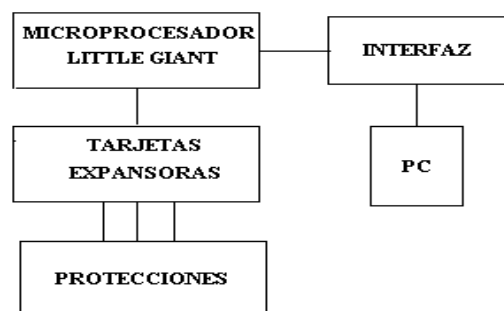 MICROPROCESADOR
LITTLE GIANT
INTERFAZ
TARJETAS
EXPANSORAS
PC
PROTECCIONES